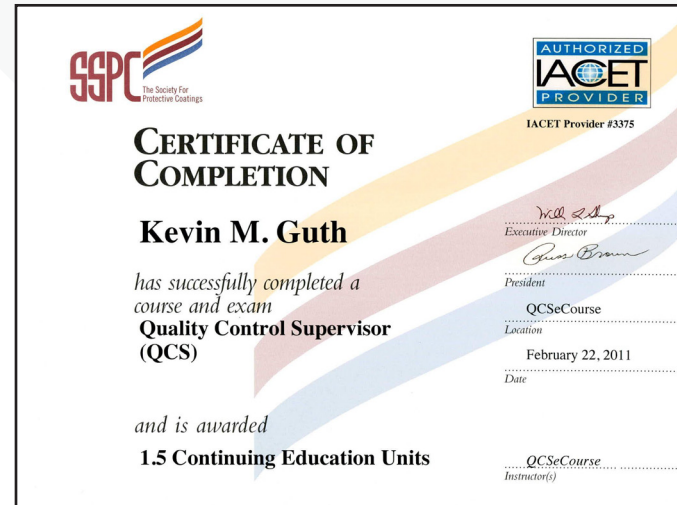 SSPC
The Society For
Protective Coatings
AUTHORIZED
IACET
PROVIDER
IACET Provider #3375
CERTIFICATE OF
COMPLETION
Kevin M. Guth
has successfully completed a
course and exam
Quality Control Supervisor
(QCS)
and is awarded
1.5 Continuing Education Units
Executive Director
President
QCSeCourse
Location
February 22, 2011
Date
QCSeCourse
Instructor(s)